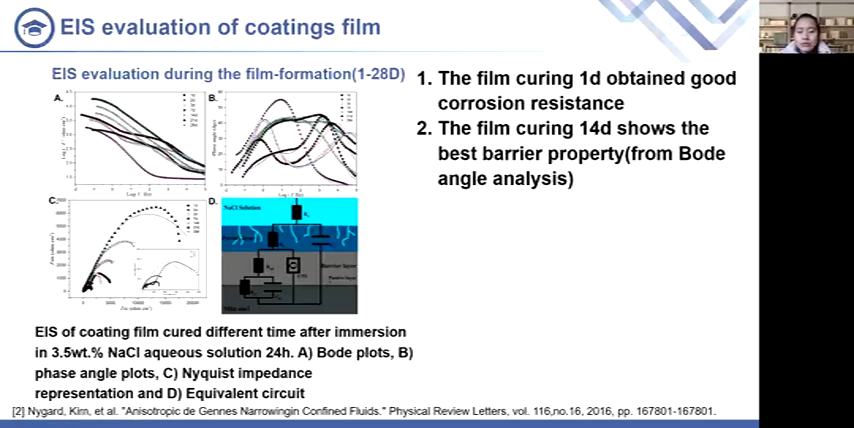 EIS evaluation of coatings film
EIS evaluation during the film-formation(1-28D)
A.
B.
C.
D.
NaCl Solution
Barrier layer
1. The film curing 1d obtained good
corrosion resistance
2. The film curing 14d shows the
best barrier property(from Bode
angle analysis)
EIS of coating film cured different time after immersion
in 3.5wt.% NaCl aqueous solution 24h. A) Bode plots, B)
phase angle plots, C) Nyquist impedance
representation and D) Equivalent circuit
[2] Nygard, Kim, et al. "Anisotropic de Gennes Narrowingin Confined Fluids." Physical Review Letters, vol. 116,no.16, 2016, pp. 167801-167801.